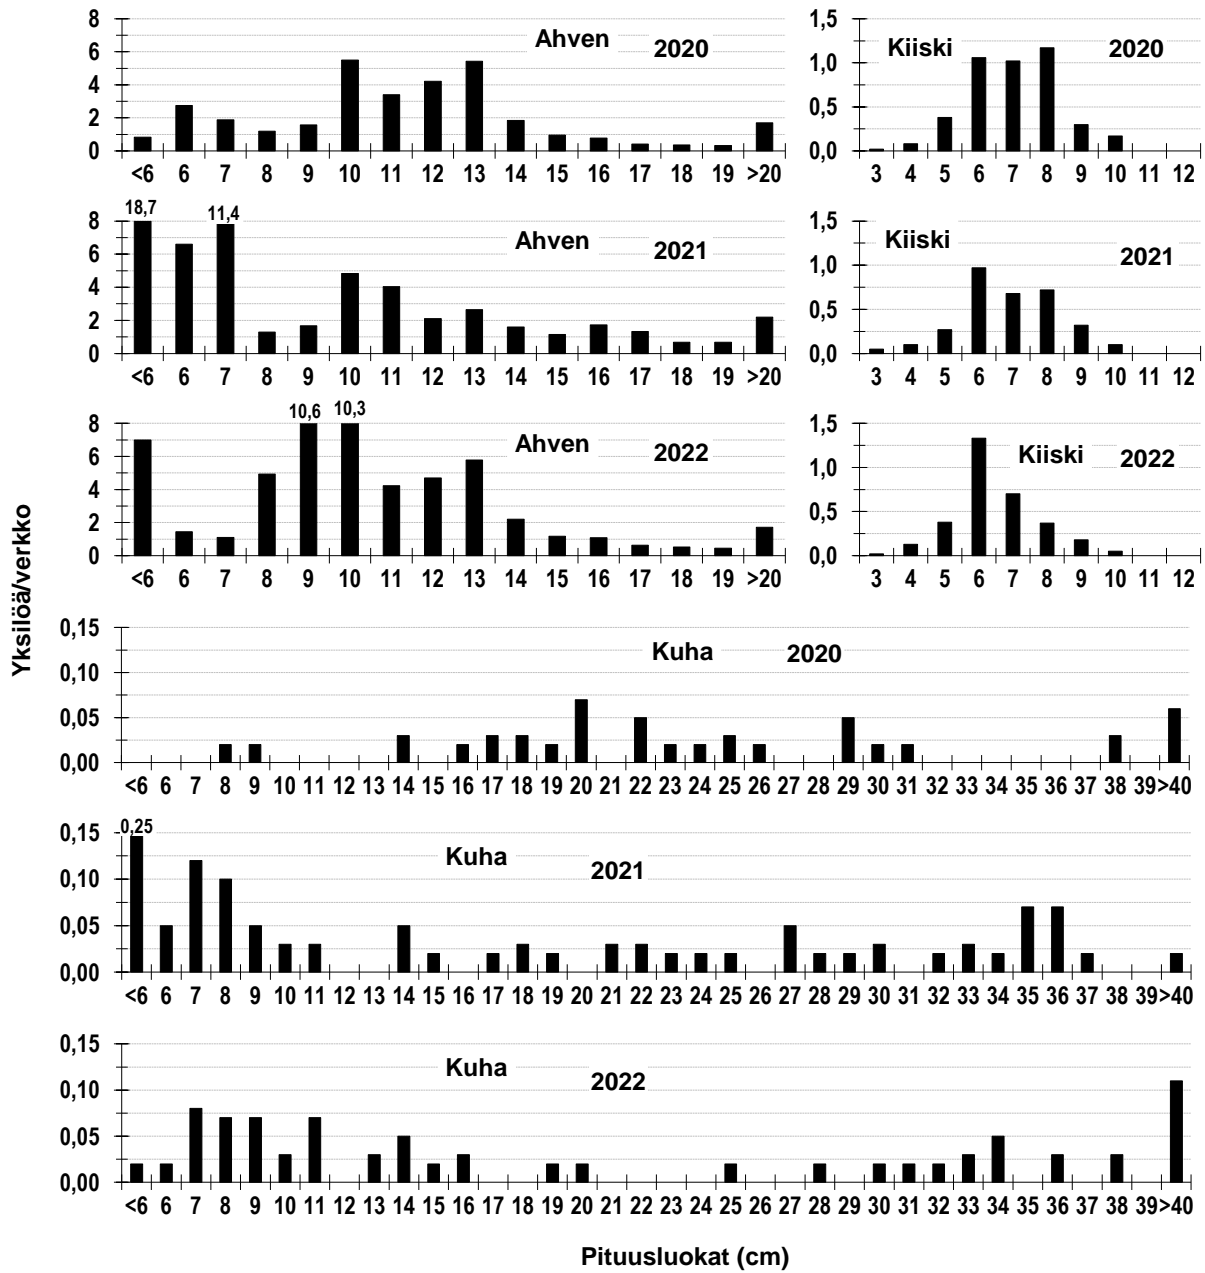 Ahven 2020
8
6
4
2
0
<6 6 7 8 9 10 11 12 13 14 15 16 17 18 19 >20
Kiiski 2020
1,5
1,0
0,5
0,0
3 4 5 6 7 8 9 10 11 12
18,7 11,4
Ahven 2021
8
6
4
2
0
<6 6 7 8 9 10 11 12 13 14 15 16 17 18 19 >20
Kiiski 2021
1,5
1,0
0,5
0,0
3 4 5 6 7 8 9 10 11 12
10,6 10,3
Ahven 2022
8
6
4
2
0
<6 6 7 8 9 10 11 12 13 14 15 16 17 18 19 >20
Kiiski 2022
1,5
1,0
0,5
0,0
3 4 5 6 7 8 9 10 11 12
Yksilöä/verkko
Kuha 2020
0,15
0,10
0,05
0,00
<6 6 7 8 9 10 11 12 13 14 15 16 17 18 19 20 21 22 23 24 25 26 27 28 29 30 31 32 33 34 35 36 37 38 39 >40
0,25
Kuha 2021
0,15
0,10
0,05
0,00
<6 6 7 8 9 10 11 12 13 14 15 16 17 18 19 20 21 22 23 24 25 26 27 28 29 30 31 32 33 34 35 36 37 38 39 >40
Kuha 2022
0,15
0,10
0,05
0,00
<6 6 7 8 9 10 11 12 13 14 15 16 17 18 19 20 21 22 23 24 25 26 27 28 29 30 31 32 33 34 35 36 37 38 39 >40
Pituusluokat (cm)